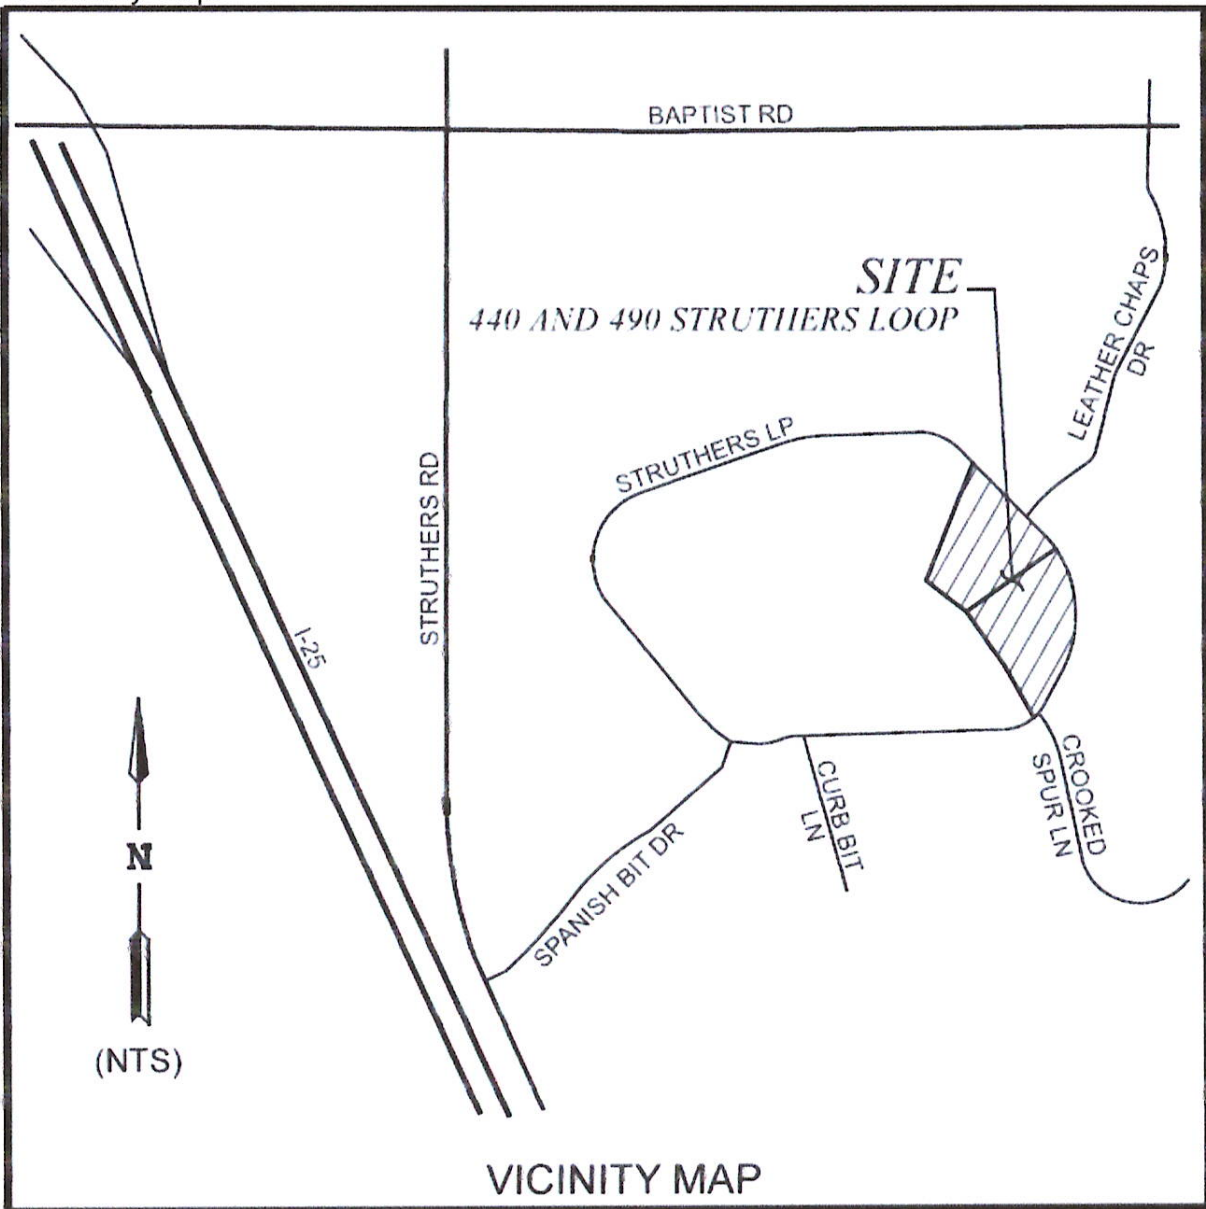 BAPTIST RD
SITE
440 AND 490 STRUTHERS LOOP
LEATHER CHAPS
DR
STRUTHERS LP
STRUTHERS RD
I-25
CROOKED
SPUR LN
CURB BIT
LN
SPANISH BIT DR
N
(NTS)
VICINITY MAP